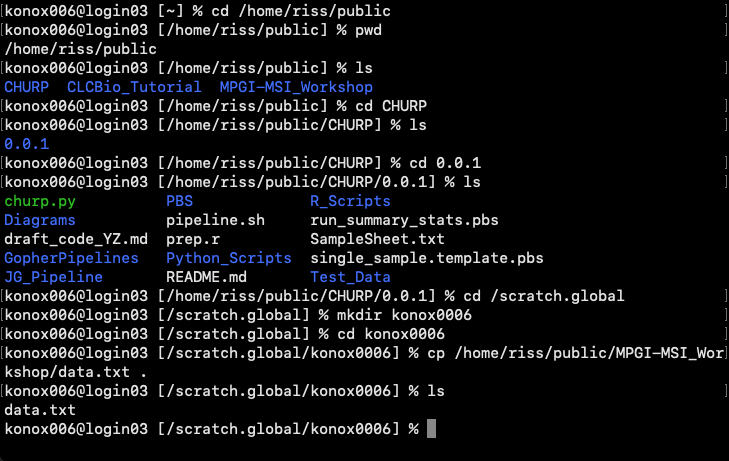 [konox006@login03 [~] % cd /home/riss/public ]
[konox006@login03 [/home/riss/public] % pwd ]
/home/riss/public
[konox006@login03 [/home/riss/public] % ls ]
CHURP  CLCBio_Tutorial  MPGI-MSI_Workshop
[konox006@login03 [/home/riss/public] % cd CHURP ]
[konox006@login03 [/home/riss/public/CHURP] % ls ]
0.0.1
[konox006@login03 [/home/riss/public/CHURP] % cd 0.0.1 ]
[konox006@login03 [/home/riss/public/CHURP/0.0.1] % ls ]
churp.py          PBS             R_Scripts
Diagrams          pipeline.sh     run_summary_stats.pbs
draft_code_YZ.md  prep.r          SampleSheet.txt
GopherPipelines   Python_Scripts  single_sample.template.pbs
JG_Pipeline       README.md       Test_Data
[konox006@login03 [/home/riss/public/CHURP/0.0.1] % cd /scratch.global ]
[konox006@login03 [/scratch.global] % mkdir konox0006 ]
[konox006@login03 [/scratch.global] % cd konox0006 ]
[konox006@login03 [/scratch.global/konox0006] % cp /home/riss/public/MPGI-MSI_Wor]
kshop/data.txt .
[konox006@login03 [/scratch.global/konox0006] % ls ]
data.txt
konox006@login03 [/scratch.global/konox0006] %